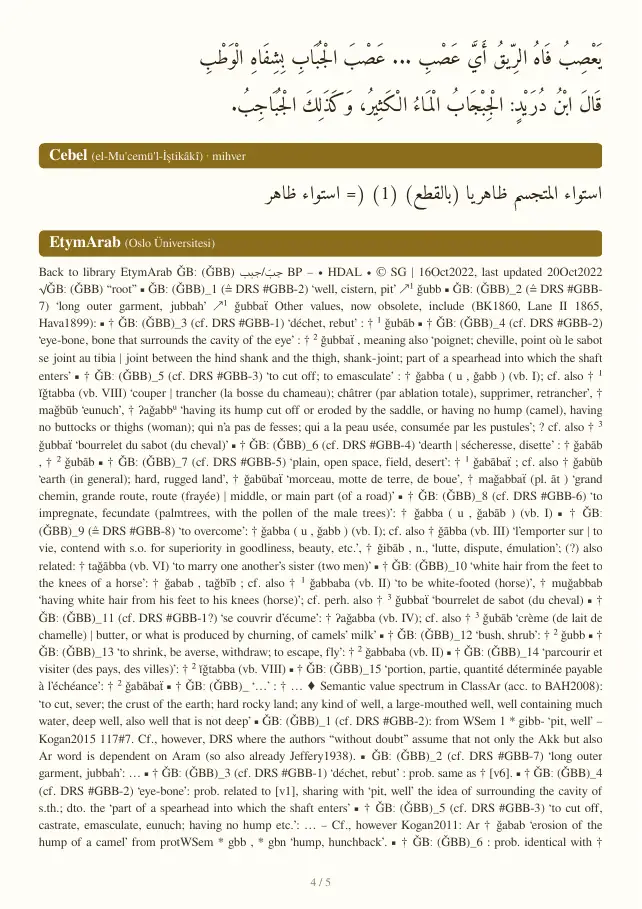 يَعْصِبُ فَاهُ الرِّيقُ أَيَّ عَصْبِ ... عَصْبَ الْجُبَابِ بِشِفَاهِ الْوَطْبِ
قَالَ ابْنُ دُرَيْدٍ: الْجَبْجَابُ الْمَاءُ الْكَثِيرُ، وَكَذَلِكَ الْجُبَاجِبُ.
Cebel (el-Mu'cemü'l-İştikâkî) · mihver
استواء المتجسم ظاهريا (بالقطع) (1) (= استواء ظاهر
EtymArab (Oslo Üniversitesi)
Back to library EtymArab ǦB: (ǦBB) جبّ/جبب BP – • HDAL • © SG | 16Oct2022, last updated 20Oct2022
√ǦB: (ǦBB) “root” ▪ ǦB: (ǦBB)_1 (≙ DRS #GBB-2) ‘well, cistern, pit’ ↗¹ ǧubb ▪ ǦB: (ǦBB)_2 (≙ DRS #GBB-
7) ‘long outer garment, jubbah’ ↗¹ ǧubbaẗ Other values, now obsolete, include (BK1860, Lane II 1865,
Hava1899): ▪ † ǦB: (ǦBB)_3 (cf. DRS #GBB-1) ‘déchet, rebut’ : † ¹ ǧubāb ▪ † ǦB: (ǦBB)_4 (cf. DRS #GBB-2)
‘eye-bone, bone that surrounds the cavity of the eye’ : † ² ǧubbaẗ , meaning also ‘poignet; cheville, point où le sabot
se joint au tibia | joint between the hind shank and the thigh, shank-joint; part of a spearhead into which the shaft
enters’ ▪ † ǦB: (ǦBB)_5 (cf. DRS #GBB-3) ‘to cut off; to emasculate’ : † ǧabba ( u , ǧabb ) (vb. I); cf. also † ¹
ĭǧtabba (vb. VIII) ‘couper | trancher (la bosse du chameau); châtrer (par ablation totale), supprimer, retrancher’, †
maǧbūb ‘eunuch’, † ʔaǧabbᵘ ‘having its hump cut off or eroded by the saddle, or having no hump (camel), having
no buttocks or thighs (woman); qui n’a pas de fesses; qui a la peau usée, consumée par les pustules’; ? cf. also † ³
ǧubbaẗ ‘bourrelet du sabot (du cheval)’ ▪ † ǦB: (ǦBB)_6 (cf. DRS #GBB-4) ‘dearth | sécheresse, disette’ : † ǧabāb
, † ² ǧubāb ▪ † ǦB: (ǦBB)_7 (cf. DRS #GBB-5) ‘plain, open space, field, desert’: † ¹ ǧabābaẗ ; cf. also † ǧabūb
‘earth (in general); hard, rugged land’, † ǧabūbaẗ ‘morceau, motte de terre, de boue’, † maǧabbaẗ (pl. āt ) ‘grand
chemin, grande route, route (frayée) | middle, or main part (of a road)’ ▪ † ǦB: (ǦBB)_8 (cf. DRS #GBB-6) ‘to
impregnate, fecundate (palmtrees, with the pollen of the male trees)’: † ǧabba ( u , ǧabāb ) (vb. I) ▪ † ǦB:
(ǦBB)_9 (≙ DRS #GBB-8) ‘to overcome’: † ǧabba ( u , ǧabb ) (vb. I); cf. also † ǧābba (vb. III) ‘l’emporter sur | to
vie, contend with s.o. for superiority in goodliness, beauty, etc.’, † ǧibāb , n., ‘lutte, dispute, émulation’; (?) also
related: † taǧābba (vb. VI) ‘to marry one another’s sister (two men)’ ▪ † ǦB: (ǦBB)_10 ‘white hair from the feet to
the knees of a horse’: † ǧabab , taǧbīb ; cf. also † ¹ ǧabbaba (vb. II) ‘to be white-footed (horse)’, † muǧabbab
‘having white hair from his feet to his knees (horse)’; cf. perh. also † ³ ǧubbaẗ ‘bourrelet de sabot (du cheval) ▪ †
ǦB: (ǦBB)_11 (cf. DRS #GBB-1?) ‘se couvrir d’écume’: † ʔaǧabba (vb. IV); cf. also † ³ ǧubāb ‘crème (de lait de
chamelle) | butter, or what is produced by churning, of camels’ milk’ ▪ † ǦB: (ǦBB)_12 ‘bush, shrub’: † ² ǧubb ▪ †
ǦB: (ǦBB)_13 ‘to shrink, be averse, withdraw; to escape, fly’: † ² ǧabbaba (vb. II) ▪ † ǦB: (ǦBB)_14 ‘parcourir et
visiter (des pays, des villes)’: † ² ĭǧtabba (vb. VIII) ▪ † ǦB: (ǦBB)_15 ‘portion, partie, quantité déterminée payable
à l’échéance’: † ² ǧabābaẗ ▪ † ǦB: (ǦBB)_ ‘…’ : † … ♦ Semantic value spectrum in ClassAr (acc. to BAH2008):
‘to cut, sever; the crust of the earth; hard rocky land; any kind of well, a large-mouthed well, well containing much
water, deep well, also well that is not deep’ ▪ ǦB: (ǦBB)_1 (cf. DRS #GBB-2): from WSem 1 * gibb- ‘pit, well’ –
Kogan2015 117#7. Cf., however, DRS where the authors “without doubt” assume that not only the Akk but also
Ar word is dependent on Aram (so also already Jeffery1938). ▪ ǦB: (ǦBB)_2 (cf. DRS #GBB-7) ‘long outer
garment, jubbah’: … ▪ † ǦB: (ǦBB)_3 (cf. DRS #GBB-1) ‘déchet, rebut’ : prob. same as † [v6]. ▪ † ǦB: (ǦBB)_4
(cf. DRS #GBB-2) ‘eye-bone’: prob. related to [v1], sharing with ‘pit, well’ the idea of surrounding the cavity of
s.th.; dto. the ‘part of a spearhead into which the shaft enters’ ▪ † ǦB: (ǦBB)_5 (cf. DRS #GBB-3) ‘to cut off,
castrate, emasculate, eunuch; having no hump etc.’: … – Cf., however Kogan2011: Ar † ǧabab ‘erosion of the
hump of a camel’ from protWSem * gbb , * gbn ‘hump, hunchback’. ▪ † ǦB: (ǦBB)_6 : prob. identical with †
4 / 5